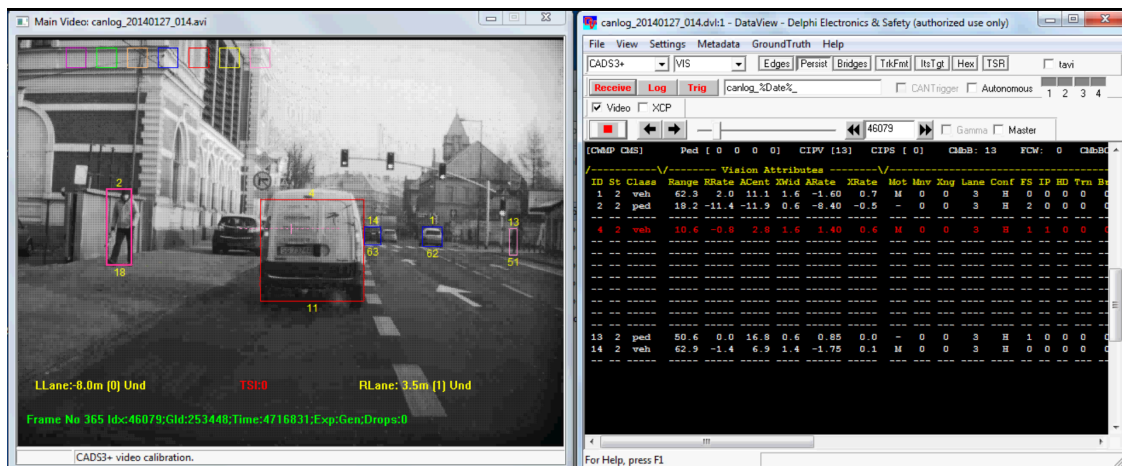 Main Video: canlog_20140127_014.avi
2
4
14
1
13
63
62
51
18
11
LLane:-8.0m (0) Und TSI:0 RLane: 3.5m (1) Und
Frame No 365 Idx:46079;Gld:253448;Time:4716831;Exp:Gen;Drops:0
CADS3+ video calibration.
canlog_20140127_014.dvl:1 - DataView - Delphi Electronics & Safety (authorized use only)
File View Settings Metadata GroundTruth Help
CADS3+ VIS Edges Persist Bridges TrkFmt ItsTgt Hex TSR tavi
Receive Log Trig canlog_%Date%_ CANTrigger Autonomous 1 2 3 4
Video XCP
46079 Gamma Master
[CWMP CMS] Ped [ 0 0 0 0] CIPV [13] CIPS [ 0] CMbB: 13 FCW: 0 CMbBC
/-----------\/-------- Vision Attributes --------\/--------
ID St Class Range RRate ACent XWid ARate XRate Mot Mnv Xng Lane Conf FS IP HD Trn Br
1 2 veh 62.3 2.0 11.1 1.6 -1.60 0.7 M 0 0 3 H 0 0 0 0 0
2 2 ped 18.2 -11.4 -11.9 0.6 -8.40 -0.5 - 0 0 3 H 2 0 0 0 0
4 2 veh 10.6 -0.8 2.8 1.6 1.40 0.6 M 0 0 3 H 1 1 0 0 0
13 2 ped 50.6 0.0 16.8 0.6 0.85 0.0 - 0 0 3 H 1 0 0 0 0
14 2 veh 62.9 -1.4 6.9 1.4 -1.75 0.1 M 0 0 3 H 0 0 0 0 0
For Help, press F1